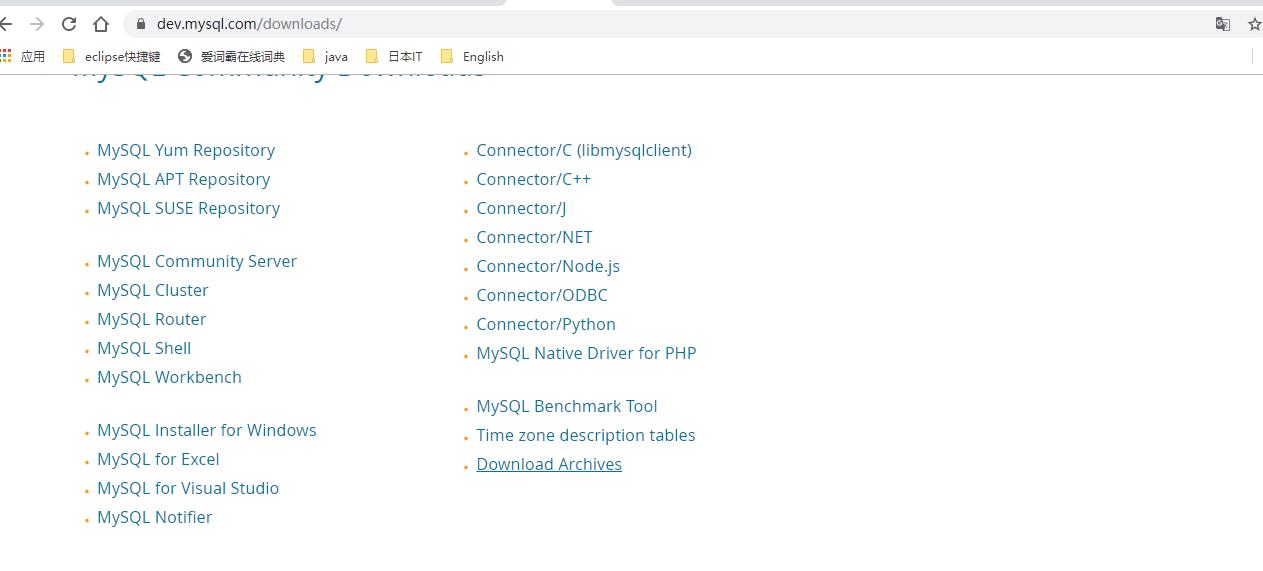 dev.mysql.com/downloads/
应用 eclipse快捷键 爱词霸在线词典 java 日本IT English
MySQL Community Downloads
MySQL Yum Repository
MySQL APT Repository
MySQL SUSE Repository
MySQL Community Server
MySQL Cluster
MySQL Router
MySQL Shell
MySQL Workbench
MySQL Installer for Windows
MySQL for Excel
MySQL for Visual Studio
MySQL Notifier
Connector/C (libmysqlclient)
Connector/C++
Connector/J
Connector/NET
Connector/Node.js
Connector/ODBC
Connector/Python
MySQL Native Driver for PHP
MySQL Benchmark Tool
Time zone description tables
Download Archives